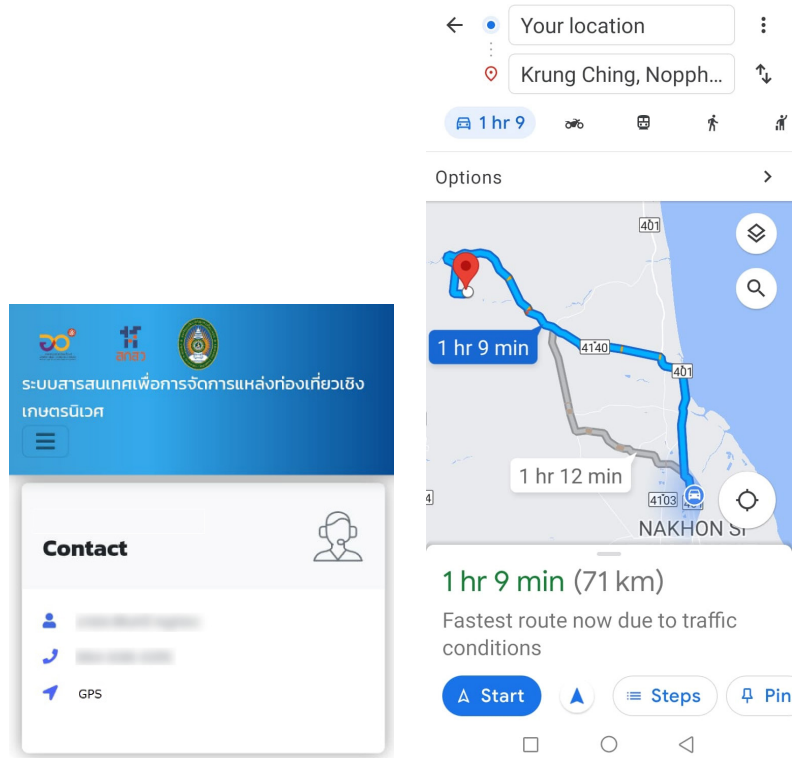 ระบบสารสนเทศเพื่อการจัดการแหล่งท่องเที่ยวเชิง
เกษตรนิเวศ
Contact
GPS
Your location
Krung Ching, Nopph...
1 hr 9
Options
401
1 hr 9 min
4140
401
1 hr 12 min
4103
NAKHON SI
1 hr 9 min (71 km)
Fastest route now due to traffic
conditions
Start
Steps
Pin